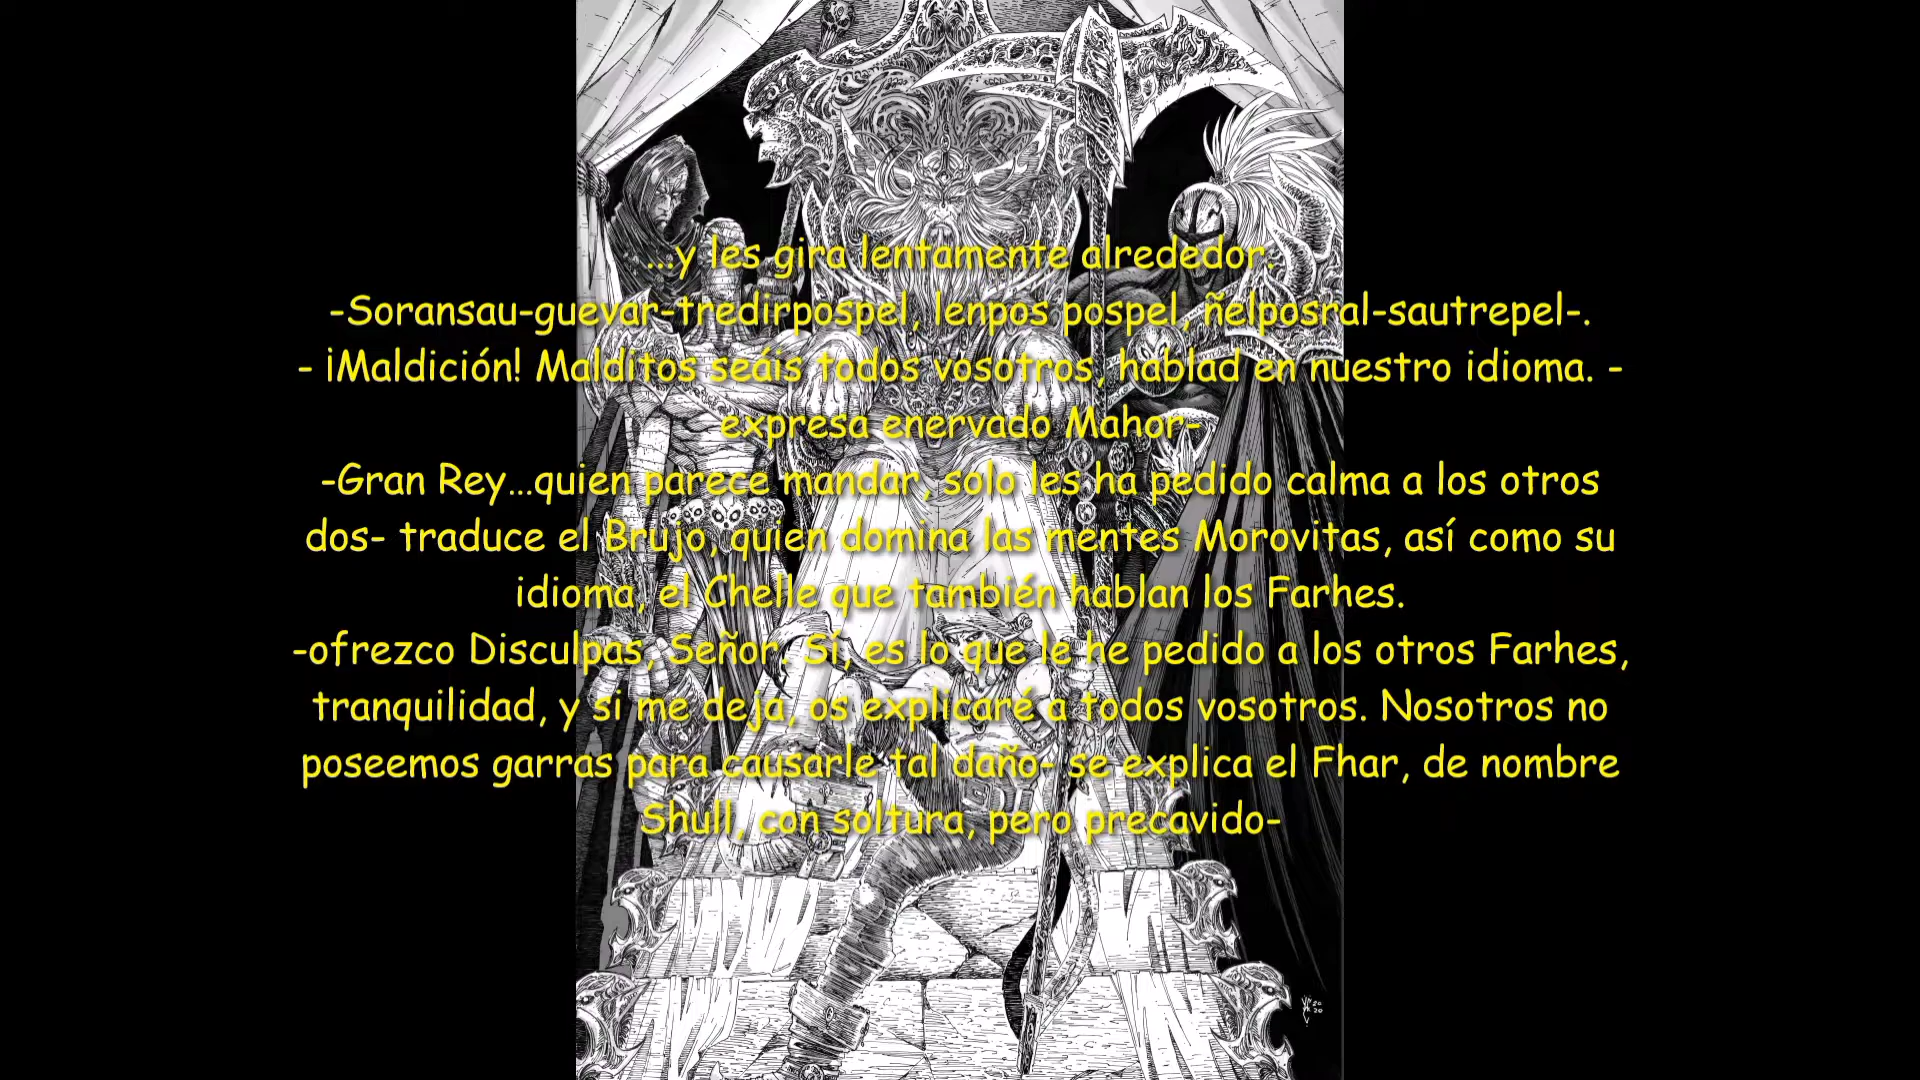 ...y les gira lentamente alrededor.
-Soransau-guevar-tredirpospel, lenpos pospel, ñelposral-sautrepel-.
- ¡Maldición! Malditos seáis todos vosotros, hablad en nuestro idioma. -
expresa enervado Mahor-
-Gran Rey...quien parece mandar, solo les ha pedido calma a los otros
dos- traduce el Brujo, quien domina las mentes Morovitas, así como su
idioma, el Chelle que también hablan los Farhes.
-ofrezco Disculpas, Señor. Sí, es lo que le he pedido a los otros Farhes,
tranquilidad, y si me deja, os explicaré a todos vosotros. Nosotros no
poseemos garras para causarle tal daño- se explica el Fhar, de nombre
Shull, con soltura, pero precavido-